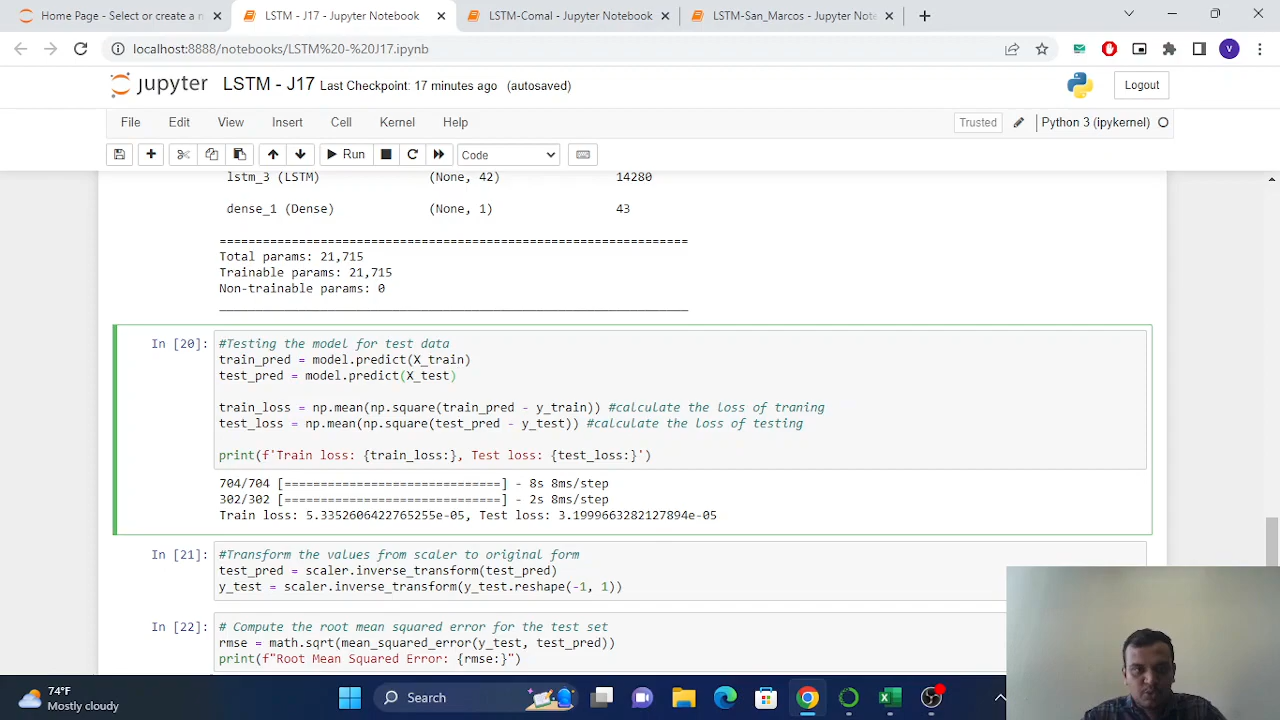 Home Page - Select or create a n
LSTM - J17 - Jupyter Notebook
LSTM-Comal - Jupyter Notebook
LSTM-San_Marcos - Jupyter Note
localhost:8888/notebooks/LSTM%20-%20J17.ipynb
V
jupyter LSTM - J17 Last Checkpoint: 17 minutes ago (autosaved)
Logout
File Edit View Insert Cell Kernel Help
Trusted
Python 3 (ipykernel)
Run
Code
lstm_3 (LSTM) (None, 42) 14280
dense_1 (Dense) (None, 1) 43
=================================================================
Total params: 21,715
Trainable params: 21,715
Non-trainable params: 0
_________________________________________________________________
In [20]:
#Testing the model for test data
train_pred = model.predict(X_train)
test_pred = model.predict(X_test)
train_loss = np.mean(np.square(train_pred - y_train)) #calculate the loss of traning
test_loss = np.mean(np.square(test_pred - y_test)) #calculate the loss of testing
print(f'Train loss: {train_loss:}, Test loss: {test_loss:}')
704/704 [==============================] - 8s 8ms/step
302/302 [==============================] - 2s 8ms/step
Train loss: 5.3352606422765255e-05, Test loss: 3.1999663282127894e-05
In [21]:
#Transform the values from scaler to original form
test_pred = scaler.inverse_transform(test_pred)
y_test = scaler.inverse_transform(y_test.reshape(-1, 1))
In [22]:
# Compute the root mean squared error for the test set
rmse = math.sqrt(mean_squared_error(y_test, test_pred))
print(f"Root Mean Squared Error: {rmse:}")
74°F
Mostly cloudy
Search